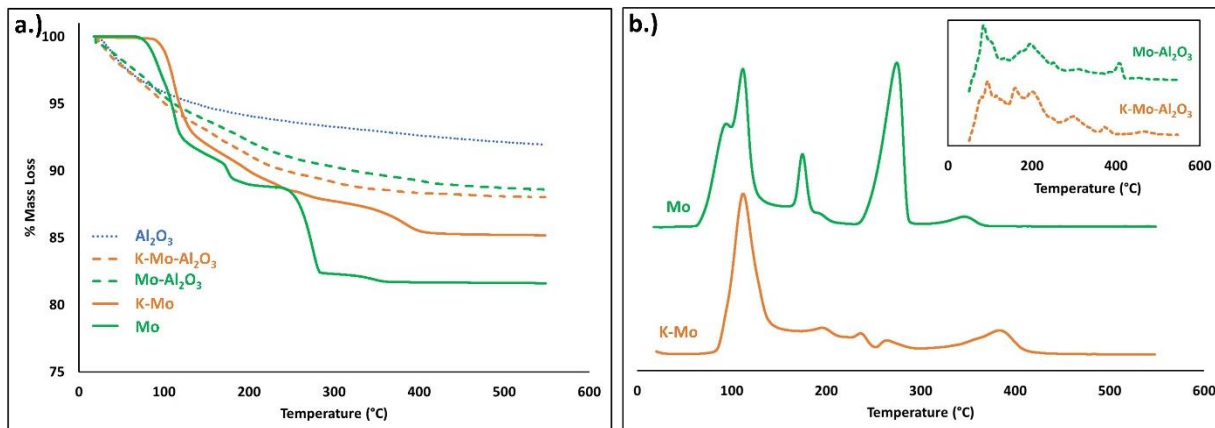 a.)
100
95
90
85
80
75
% Mass Loss
Al₂O₃
K-Mo-Al₂O₃
Mo-Al₂O₃
K-Mo
Mo
0 100 200 300 400 500 600
Temperature (°C)
b.)
Mo-Al₂O₃
K-Mo-Al₂O₃
0 200 400 600
Temperature (°C)
Mo
K-Mo
0 100 200 300 400 500 600
Temperature (°C)